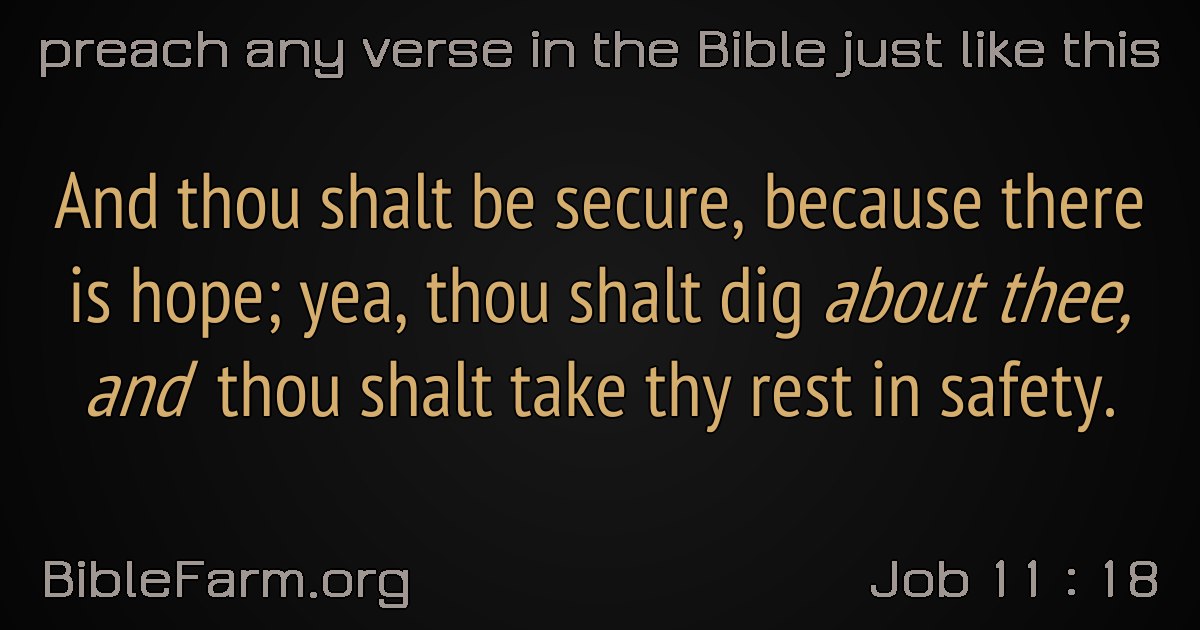 preach any verse in the Bible just like this
And thou shalt be secure, because there
is hope; yea, thou shalt dig about thee,
and thou shalt take thy rest in safety.
BibleFarm.org
Job 11 : 18